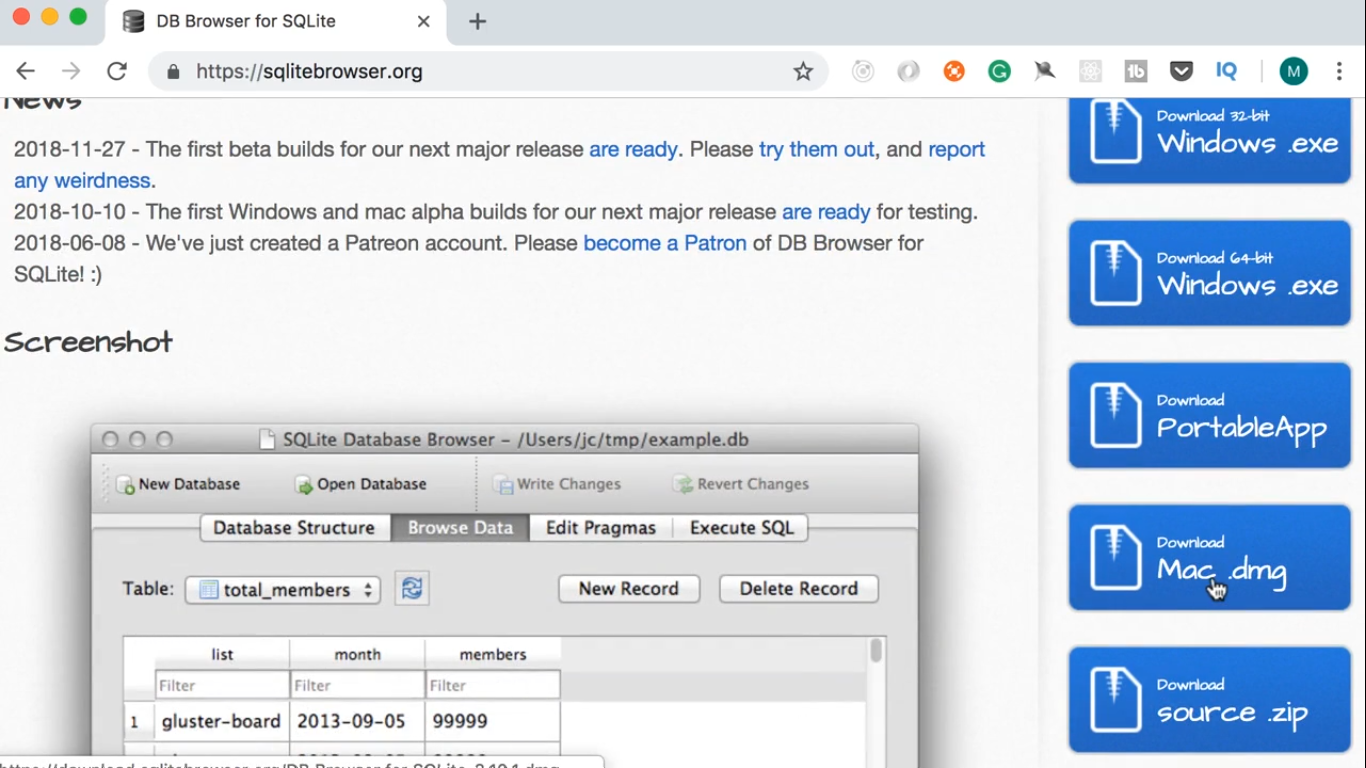 DB Browser for SQLite
https://sqlitebrowser.org
IQ
M
News
2018-11-27 - The first beta builds for our next major release are ready. Please try them out, and report
any weirdness.
2018-10-10 - The first Windows and mac alpha builds for our next major release are ready for testing.
2018-06-08 - We've just created a Patreon account. Please become a Patron of DB Browser for
SQLite! :)
Screenshot
SQLite Database Browser – /Users/jc/tmp/example.db
New Database Open Database Write Changes Revert Changes
Database Structure Browse Data Edit Pragmas Execute SQL
Table: total_members New Record Delete Record
list month members
Filter Filter Filter
1 gluster-board 2013-09-05 99999
Download 32-bit
Windows .exe
Download 64-bit
Windows .exe
Download
PortableApp
Download
Mac .dmg
Download
source .zip